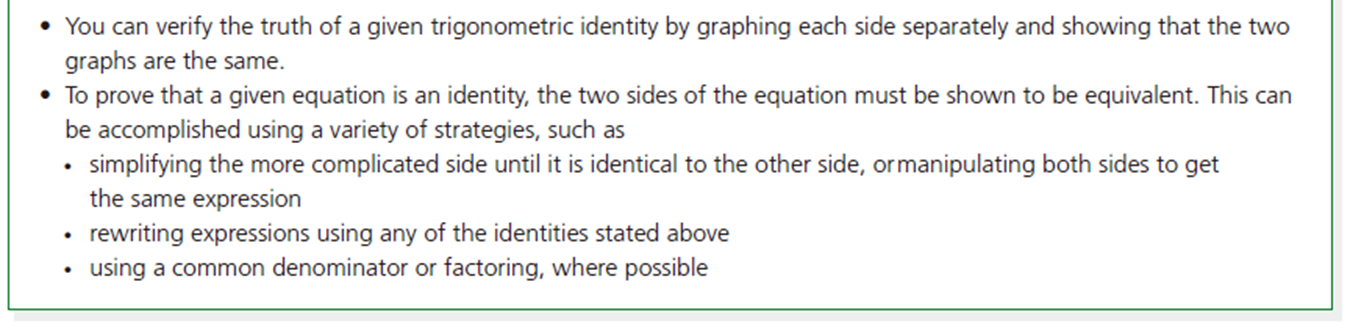 • You can verify the truth of a given trigonometric identity by graphing each side separately and showing that the two
graphs are the same.
• To prove that a given equation is an identity, the two sides of the equation must be shown to be equivalent. This can
be accomplished using a variety of strategies, such as
• simplifying the more complicated side until it is identical to the other side, ormanipulating both sides to get
the same expression
• rewriting expressions using any of the identities stated above
• using a common denominator or factoring, where possible